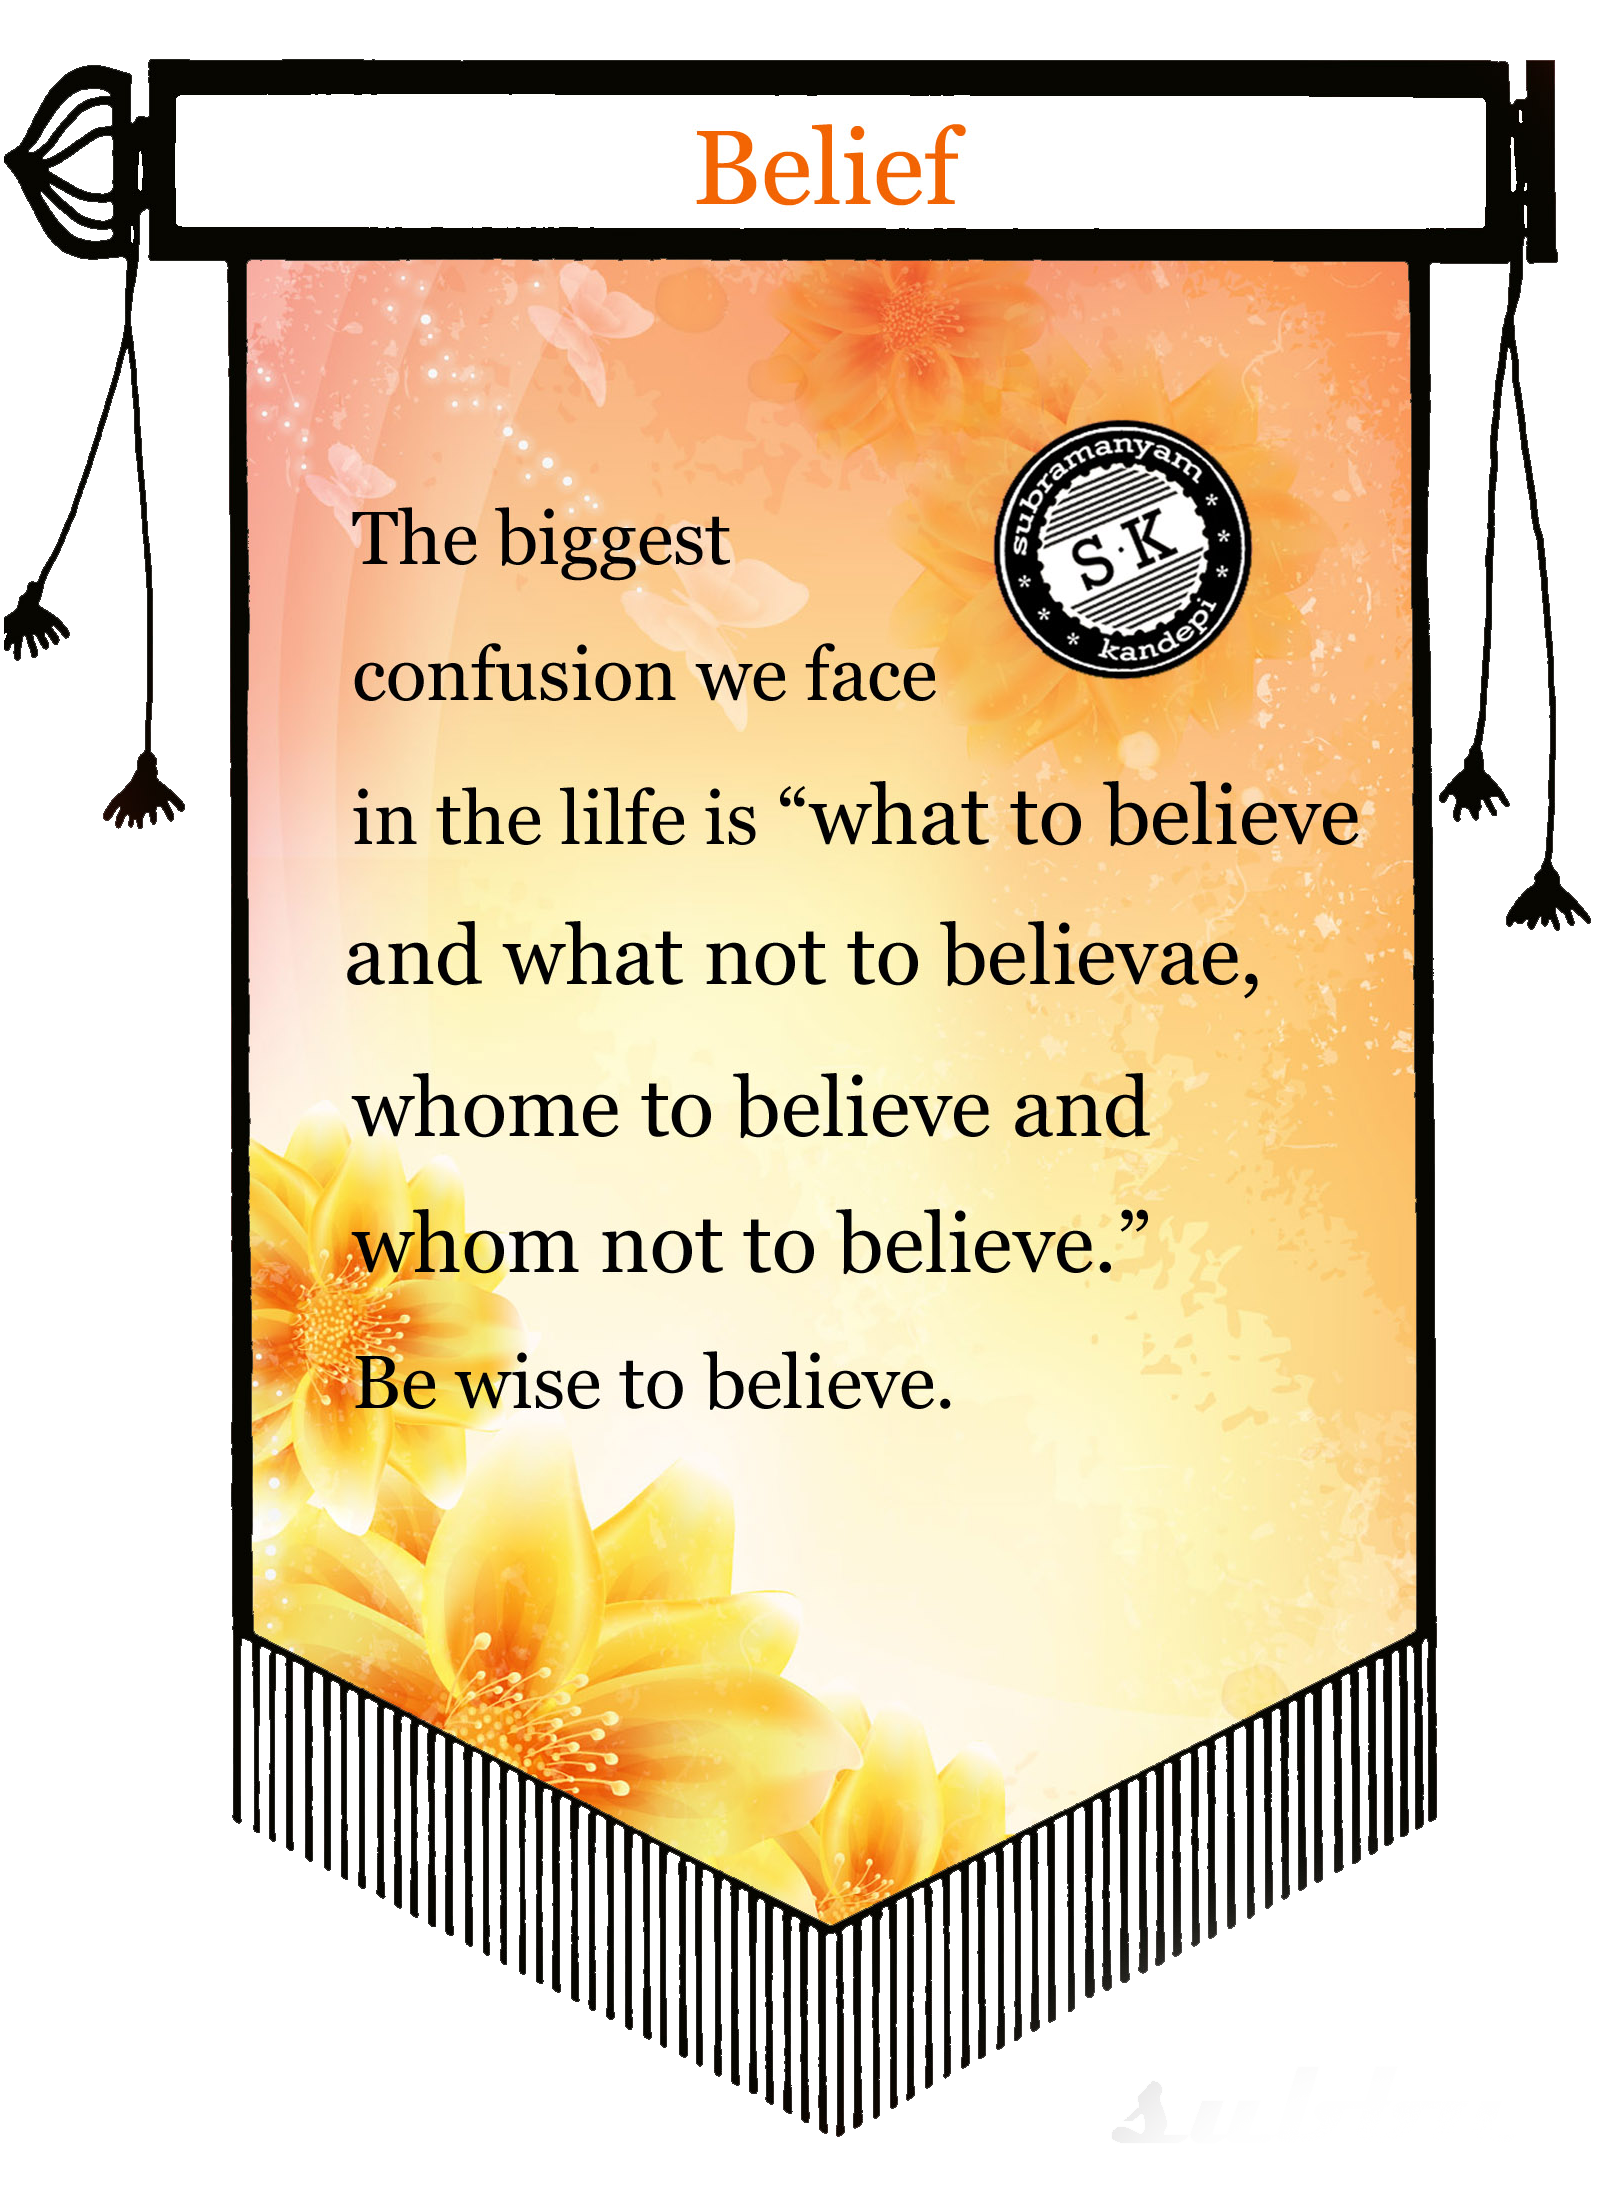 Belief
subramanyam
S·K
kandepi
The biggest
confusion we face
in the lilfe is “what to believe
and what not to believae,
whome to believe and
whom not to believe.”
Be wise to believe.